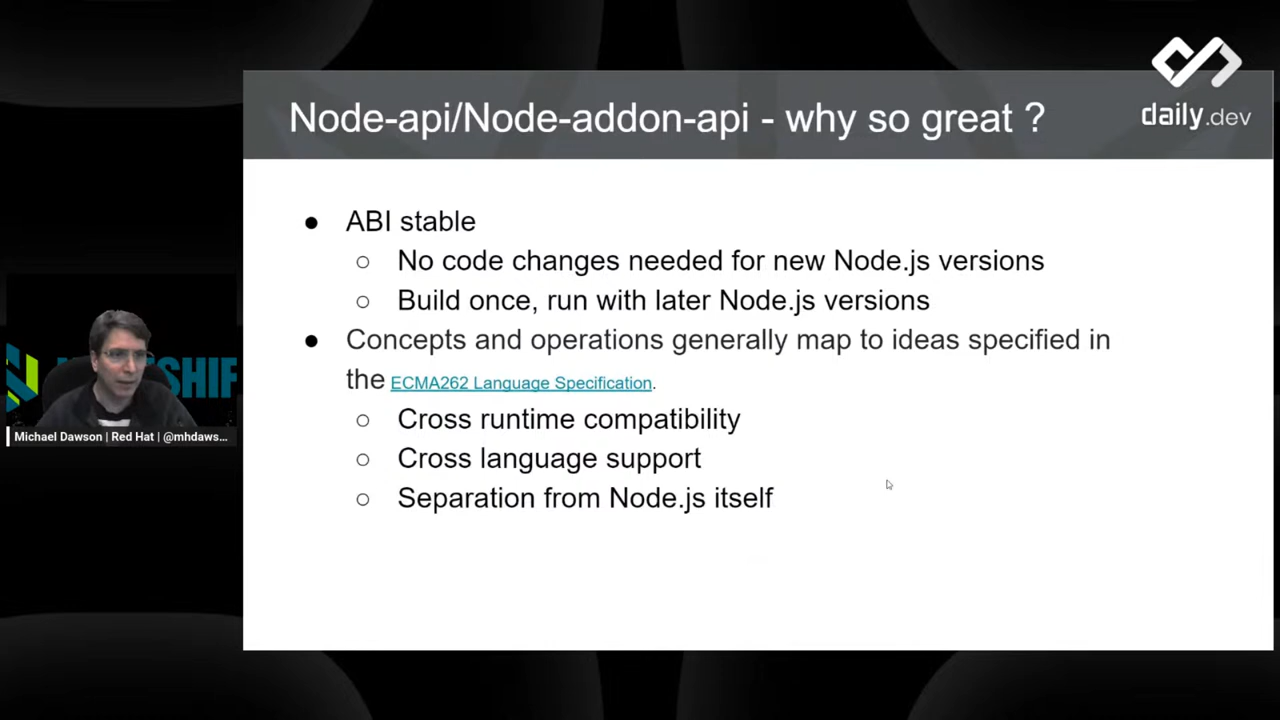 Node-api/Node-addon-api - why so great ?
daily.dev
● ABI stable
○ No code changes needed for new Node.js versions
○ Build once, run with later Node.js versions
● Concepts and operations generally map to ideas specified in
the ECMA262 Language Specification.
○ Cross runtime compatibility
○ Cross language support
○ Separation from Node.js itself
SHIF
Michael Dawson | Red Hat | @mhdaws...